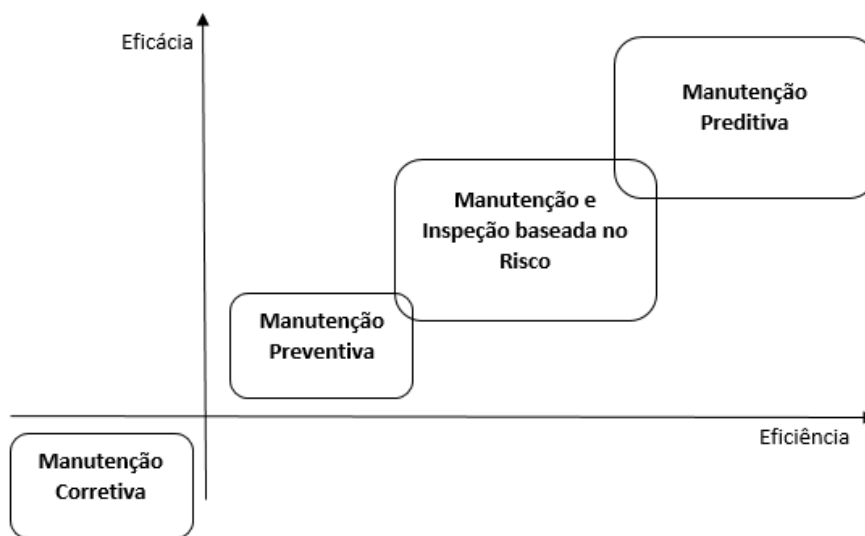 Eficácia
Manutenção
Preditiva
Manutenção e
Inspeção baseada no
Risco
Manutenção
Preventiva
Eficiência
Manutenção
Corretiva